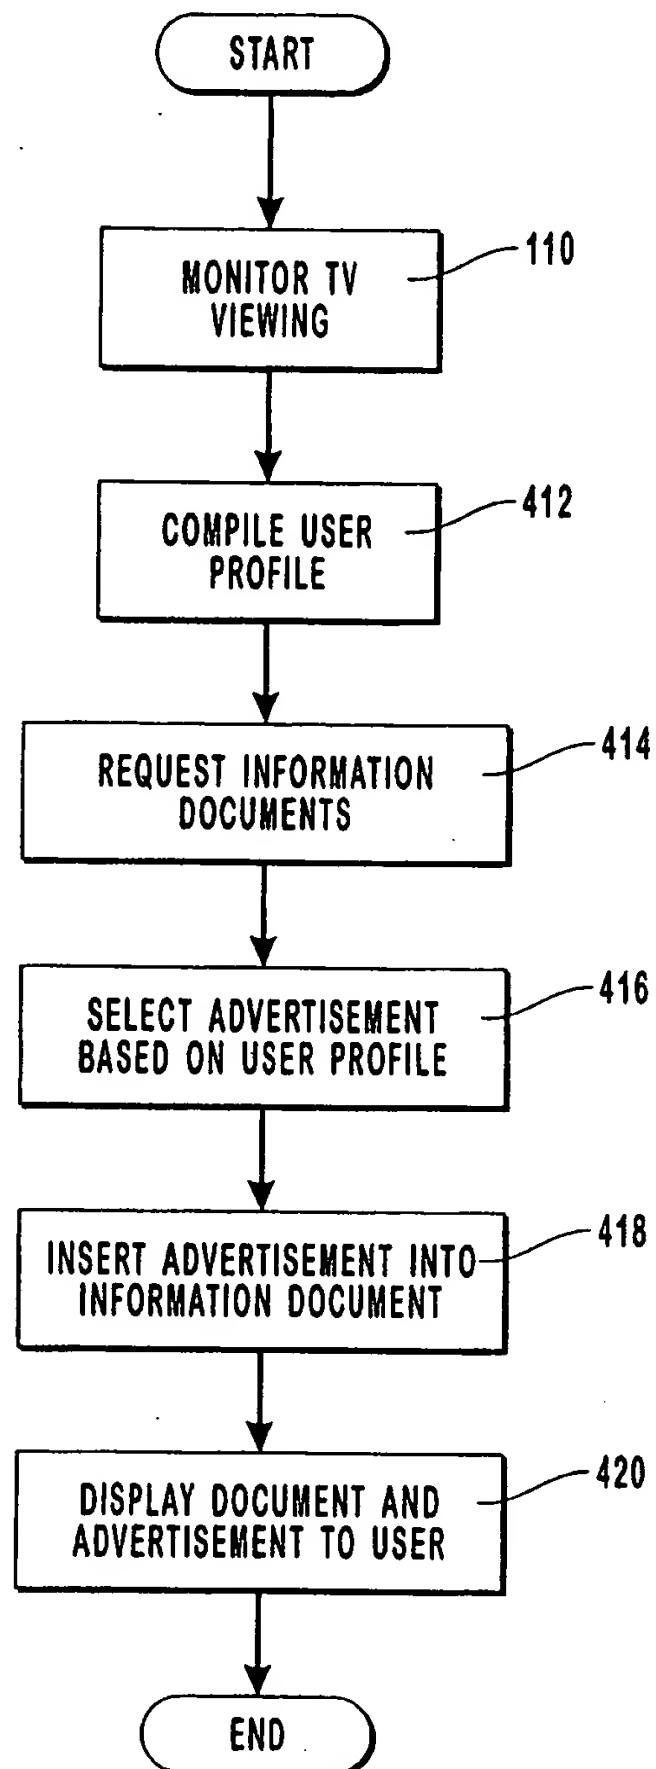 START
MONITOR TV
VIEWING
110
COMPILE USER
PROFILE
412
REQUEST INFORMATION
DOCUMENTS
414
SELECT ADVERTISEMENT
BASED ON USER PROFILE
416
INSERT ADVERTISEMENT INTO
INFORMATION DOCUMENT
418
DISPLAY DOCUMENT AND
ADVERTISEMENT TO USER
420
END